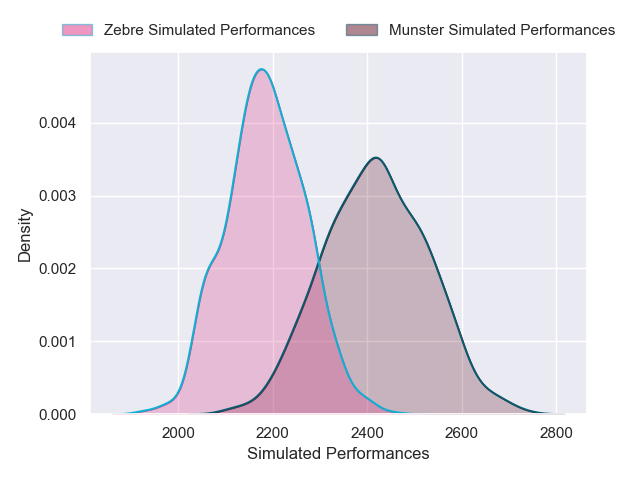 Zebre Simulated Performances
Munster Simulated Performances
0.004
0.003
0.002
0.001
0.000
Density
2000
2200
2400
2600
2800
Simulated Performances